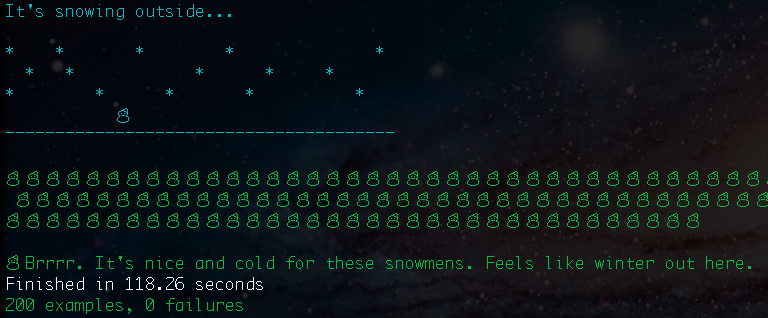 It's snowing outside...
*    *       *        *              *
  *   *            *      *     *
*        *      *       *          *
⛄
---------------------------------------
⛄Brrrr. It's nice and cold for these snowmens. Feels like winter out here.
Finished in 118.26 seconds
200 examples, 0 failures